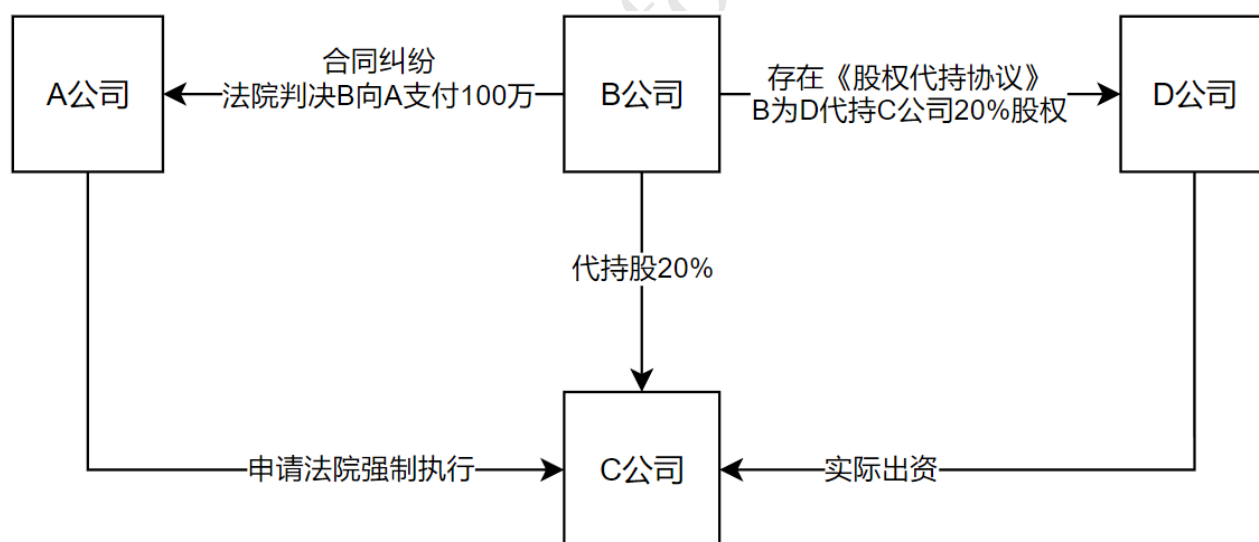 A公司
合同纠纷
法院判决B向A支付100万
B公司
存在《股权代持协议》
B为D代持C公司20%股权
D公司
代持股20%
申请法院强制执行
C公司
实际出资